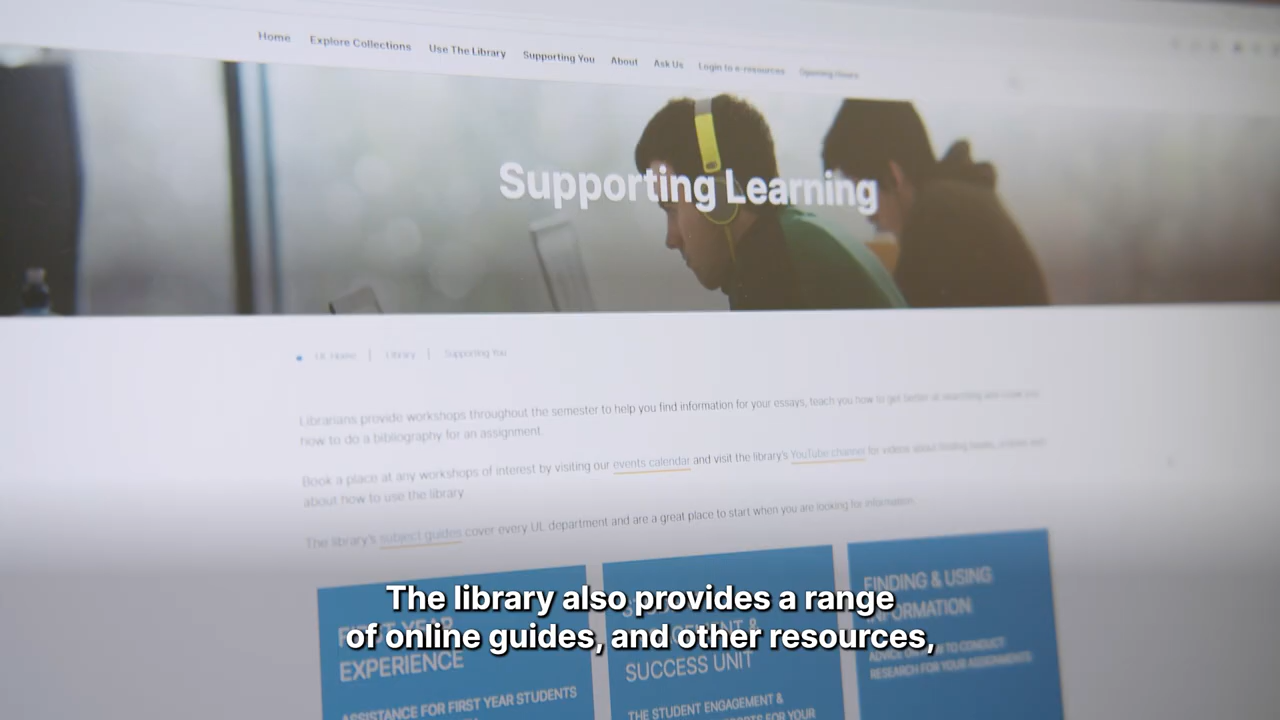 Home Explore Collections Use The Library Supporting You About Ask Us Login to e-resources Opening Hours
Supporting Learning
UL Home | Library | Supporting You
Librarians provide workshops throughout the semester to help you find information for your essays, teach you how to get better at searching and
how to do a bibliography for an assignment.
Book a place at any workshops of interest by visiting our events calendar and visit the library's YouTube channel for videos about finding
about how to use the library
The library's subject guides cover every UL department and are a great place to start when you are looking for information.
FINDING & USING
INFORMATION
FIRST YEAR
EXPERIENCE
ENGAGEMENT &
SUCCESS UNIT
TO CONDUCT
RESEARCH FOR YOUR ASSIGNMENTS
ASSISTANCE FOR FIRST YEAR STUDENTS
THE STUDENT ENGAGEMENT &
FOR YOUR
The library also provides a range
of online guides, and other resources,